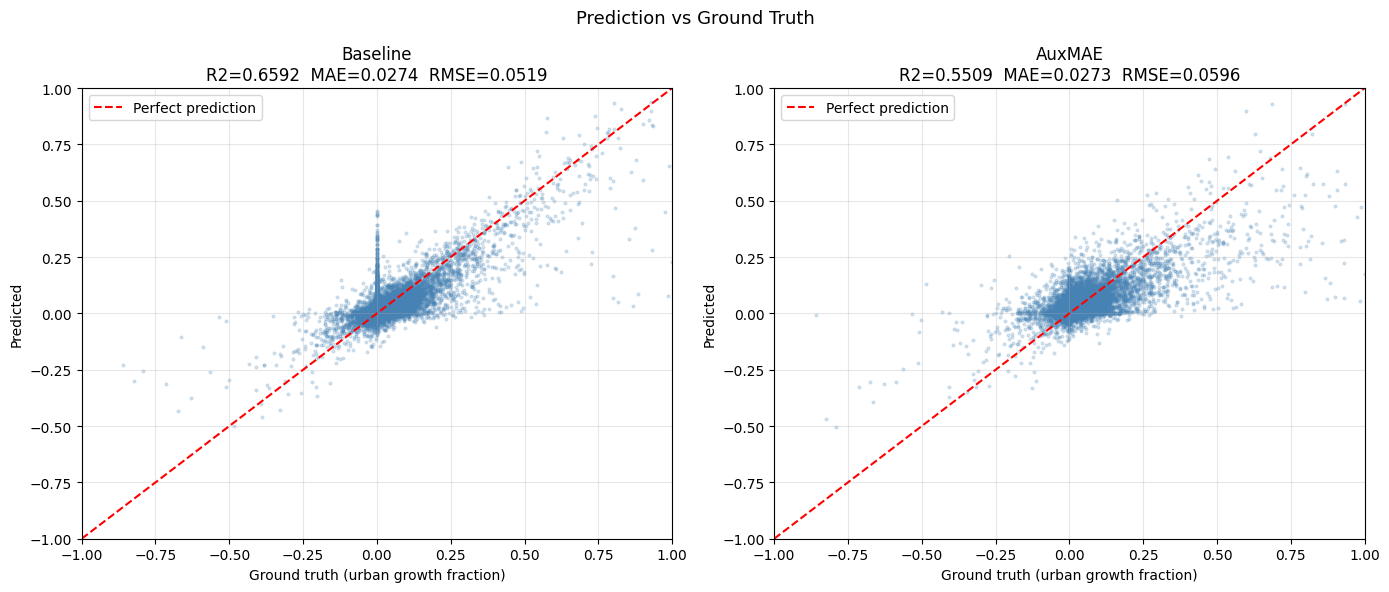 Prediction vs Ground Truth
Baseline
R2=0.6592  MAE=0.0274  RMSE=0.0519
Perfect prediction
1.00
0.75
0.50
0.25
0.00
−0.25
−0.50
−0.75
−1.00
Predicted
−1.00 −0.75 −0.50 −0.25 0.00 0.25 0.50 0.75 1.00
Ground truth (urban growth fraction)
AuxMAE
R2=0.5509  MAE=0.0273  RMSE=0.0596
Perfect prediction
1.00
0.75
0.50
0.25
0.00
−0.25
−0.50
−0.75
−1.00
Predicted
−1.00 −0.75 −0.50 −0.25 0.00 0.25 0.50 0.75 1.00
Ground truth (urban growth fraction)